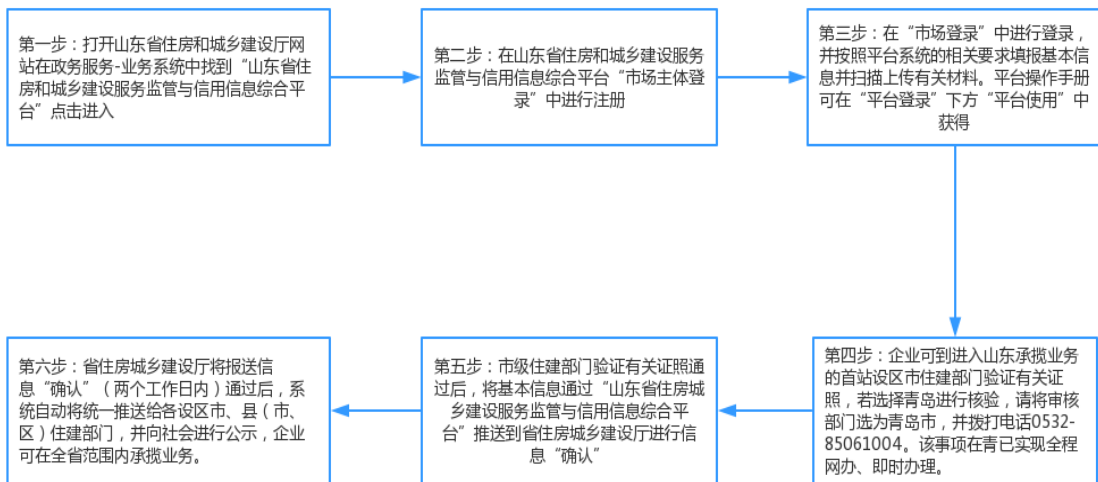 第一步：打开山东省住房和城乡建设厅网
站在政务服务-业务系统中找到“山东省住
房和城乡建设服务监管与信用信息综合平
台”点击进入
第二步：在山东省住房和城乡建设服务
监管与信用信息综合平台“市场主体登
录”中进行注册
第三步：在“市场登录”中进行登录，
并按照平台系统的相关要求填报基本信
息并扫描上传有关材料。平台操作手册
可在“平台登录”下方“平台使用”中
获得
第四步：企业可到进入山东承揽业务
的首站设区市住建部门验证有关证
照，若选择青岛进行核验，请将审核
部门选为青岛市，并拨打电话0532-
85061004。该事项在青已实现全程
网办、即时办理。
第五步：市级住建部门验证有关证照通
过后，将基本信息通过“山东省住房城
乡建设服务监管与信用信息综合平
台”推送到省住房城乡建设厅进行信
息“确认”
第六步：省住房城乡建设厅将报送信
息“确认”（两个工作日内）通过后，系
统自动将统一推送给各设区市、县（市、
区）住建部门，并向社会进行公示，企业
可在全省范围内承揽业务。